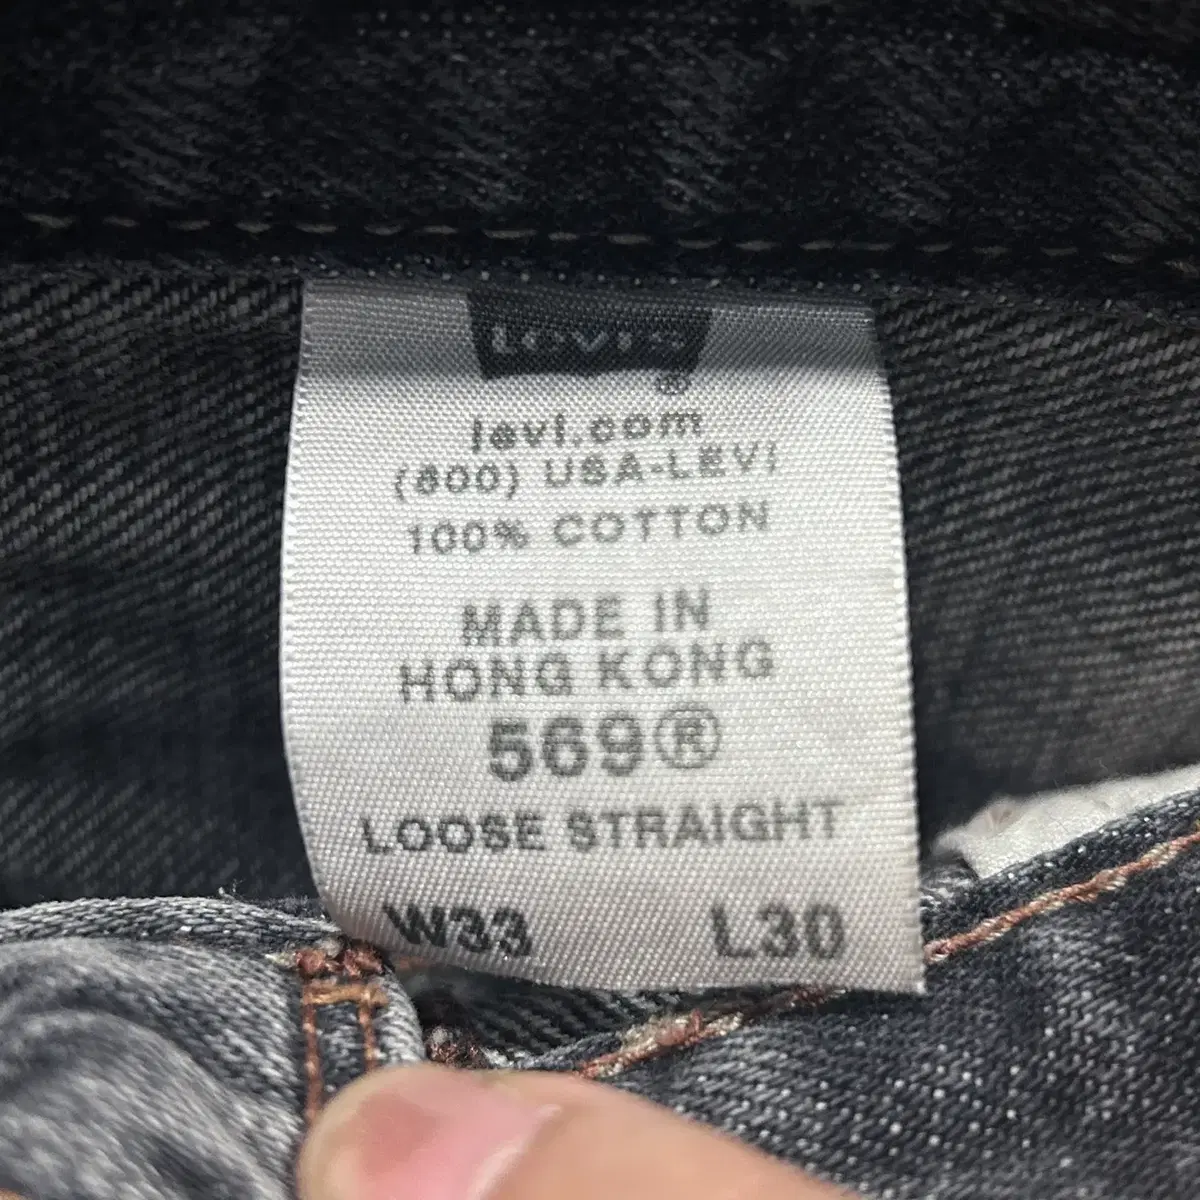 Levi's
®
levi.com
(800) USA-LEVI
100% COTTON
MADE IN
HONG KONG
569®
LOOSE STRAIGHT
W33 L30